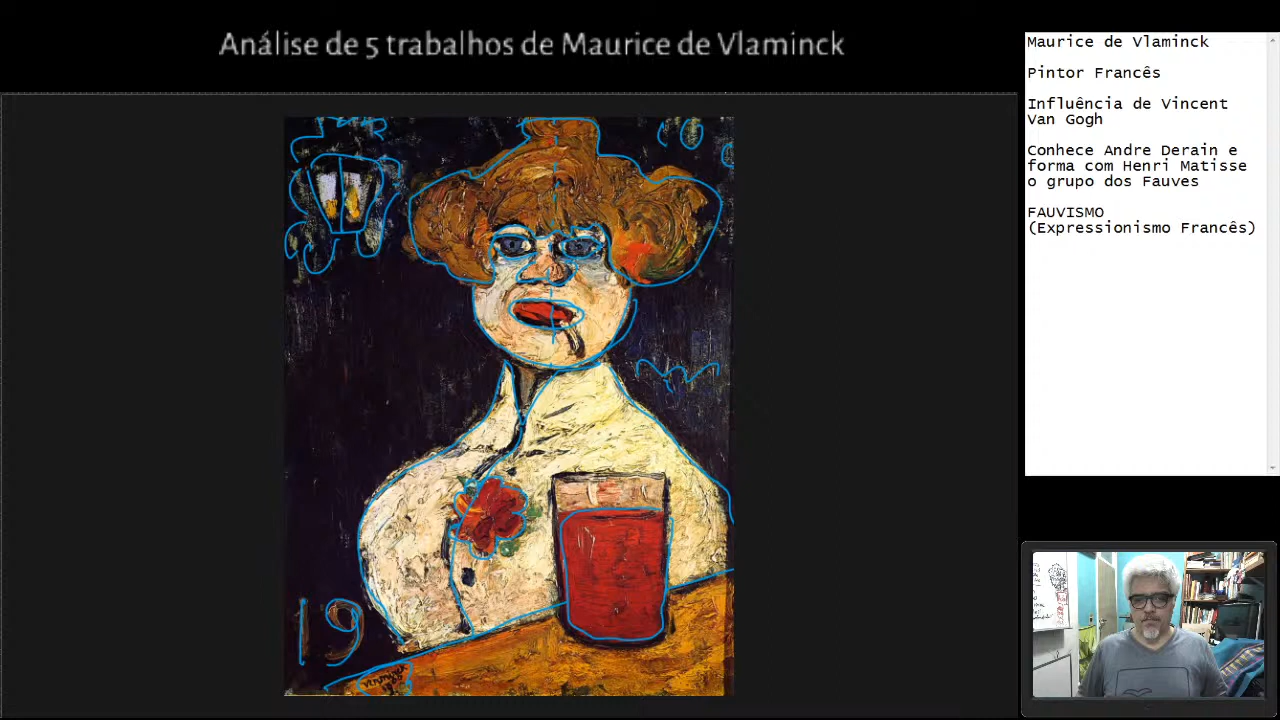 Análise de 5 trabalhos de Maurice de Vlaminck
Maurice de Vlaminck
Pintor Francês
Influência de Vincent
Van Gogh
Conhece Andre Derain e
forma com Henri Matisse
o grupo dos Fauves
FAUVISMO
(Expressionismo Francês)
19